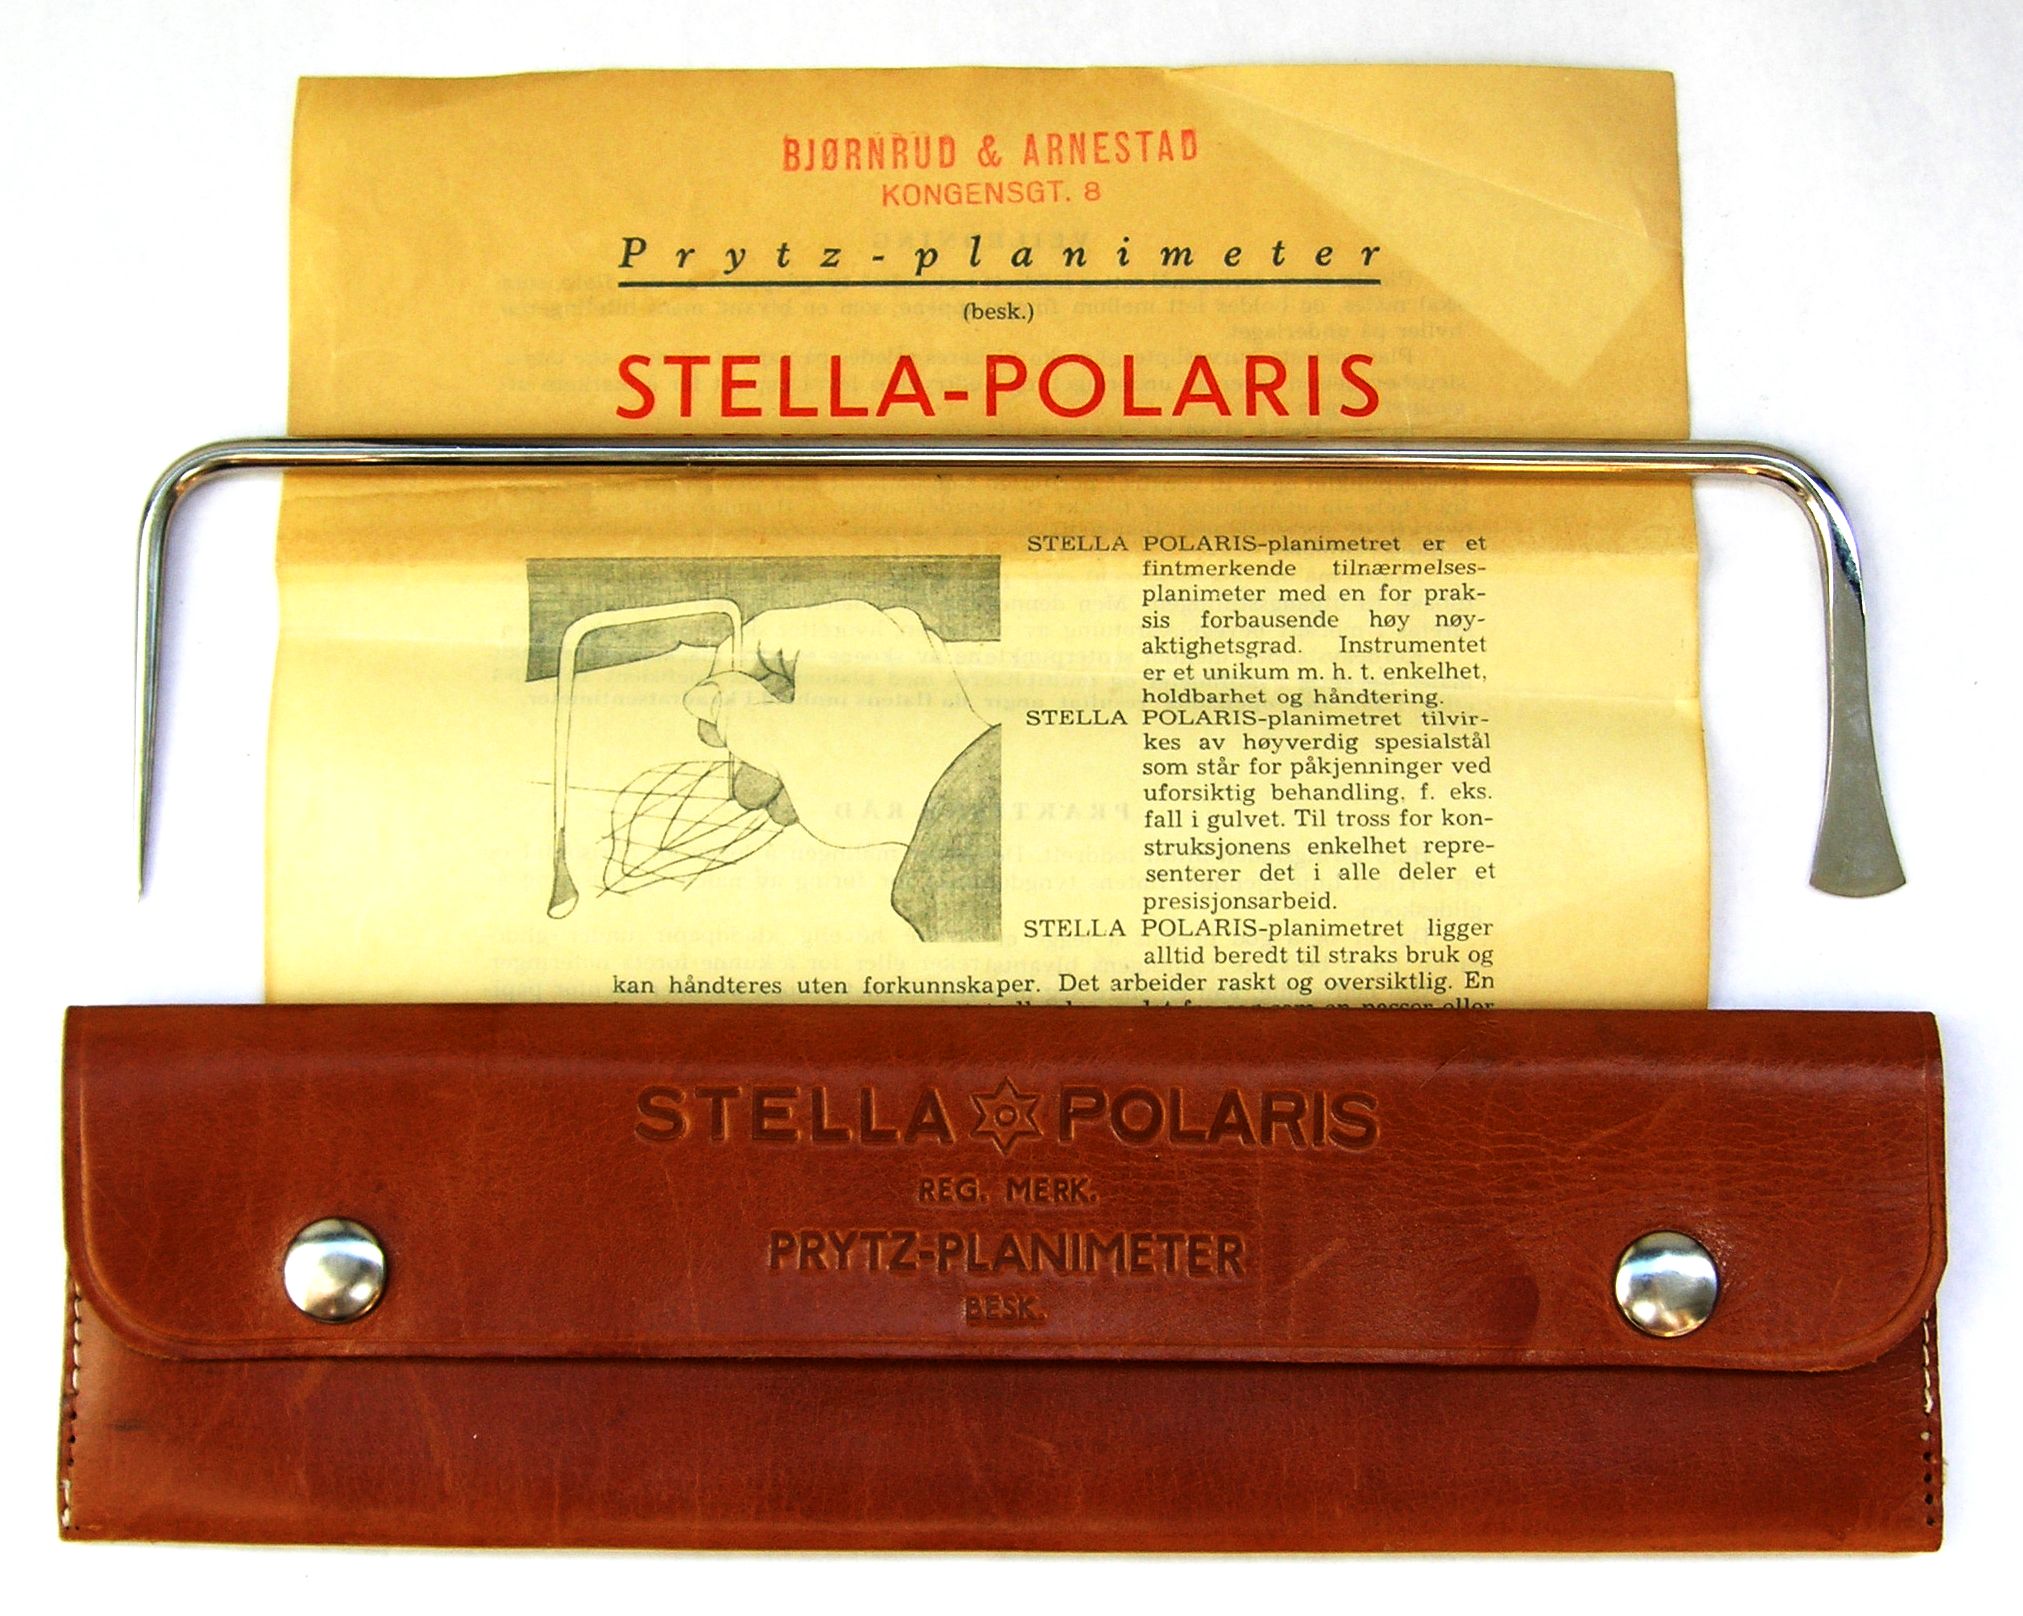 BJØRNRUD & ARNESTAD
KONGENSGT. 8
Prytz-planimeter
(besk.)
STELLA-POLARIS
STELLA POLARIS-planimetret er et
fintmerkende tilnærmelses-
planimeter med en for prak-
sis forbausende høy nøy-
aktighetsgrad. Instrumentet
er et unikum m. h. t. enkelhet,
holdbarhet og håndtering.
STELLA POLARIS-planimetret tilvir-
kes av høyverdig spesialstål
som står for påkjenninger ved
uforsiktig behandling, f. eks.
fall i gulvet. Til tross for kon-
struksjonens enkelhet repre-
senterer det i alle deler et
presisjonsarbeid.
STELLA POLARIS-planimetret ligger
alltid beredt til straks bruk og
kan håndteres uten forkunnskaper. Det arbeider raskt og oversiktlig. En
som en passer eller
STELLA POLARIS
REG. MERK.
PRYTZ-PLANIMETER
BESK.